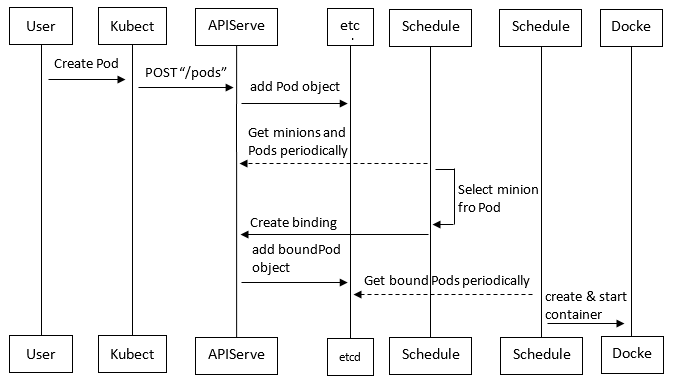 User
Kubect
APIServe
etc
.
Schedule
Schedule
Docke
Create Pod
POST “/pods”
add Pod object
Get minions and
Pods periodically
Select minion
fro Pod
Create binding
add boundPod
object
Get bound Pods periodically
create & start
container
User
Kubect
APIServe
etcd
Schedule
Schedule
Docke